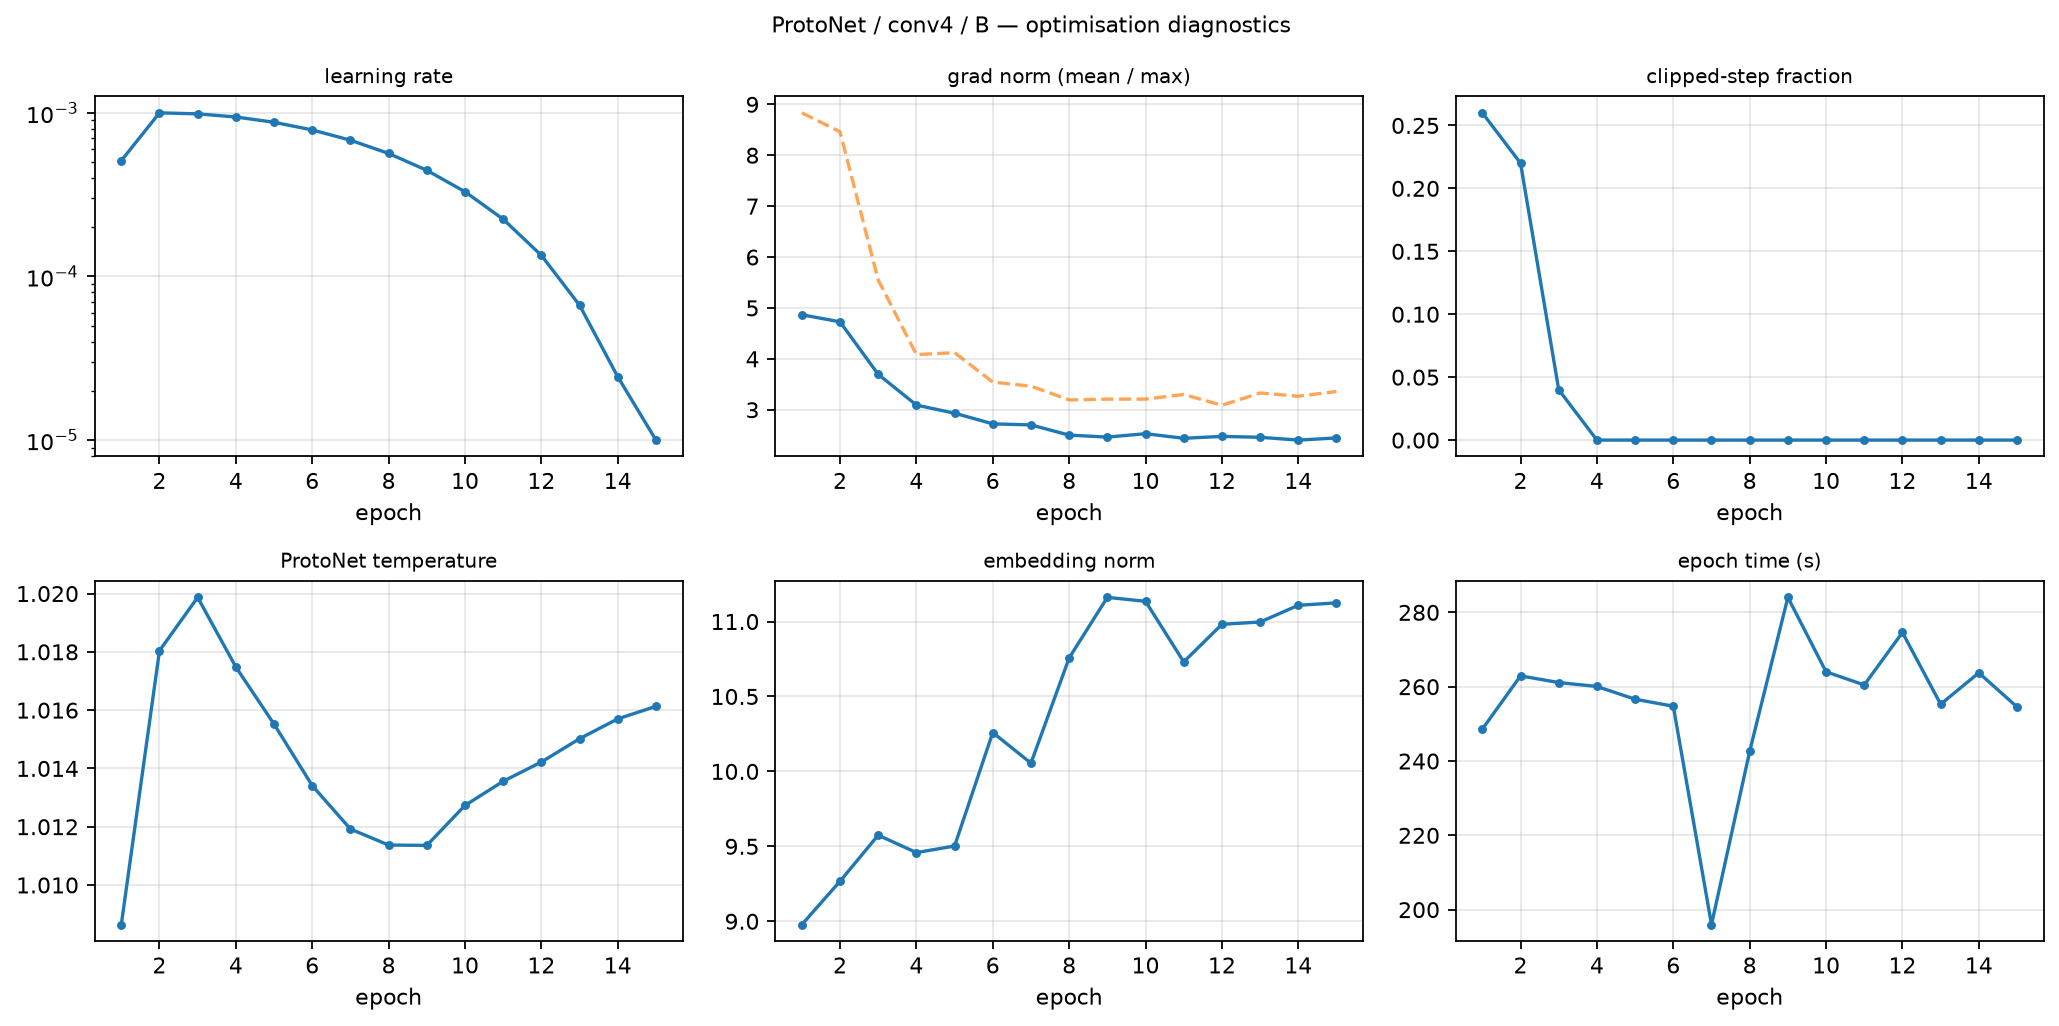 ProtoNet / conv4 / B — optimisation diagnostics
learning rate
10⁻³
10⁻⁴
10⁻⁵
2 4 6 8 10 12 14
epoch
grad norm (mean / max)
9
8
7
6
5
4
3
2 4 6 8 10 12 14
epoch
clipped-step fraction
0.25
0.20
0.15
0.10
0.05
0.00
2 4 6 8 10 12 14
epoch
ProtoNet temperature
1.020
1.018
1.016
1.014
1.012
1.010
2 4 6 8 10 12 14
epoch
embedding norm
11.0
10.5
10.0
9.5
9.0
2 4 6 8 10 12 14
epoch
epoch time (s)
280
260
240
220
200
2 4 6 8 10 12 14
epoch